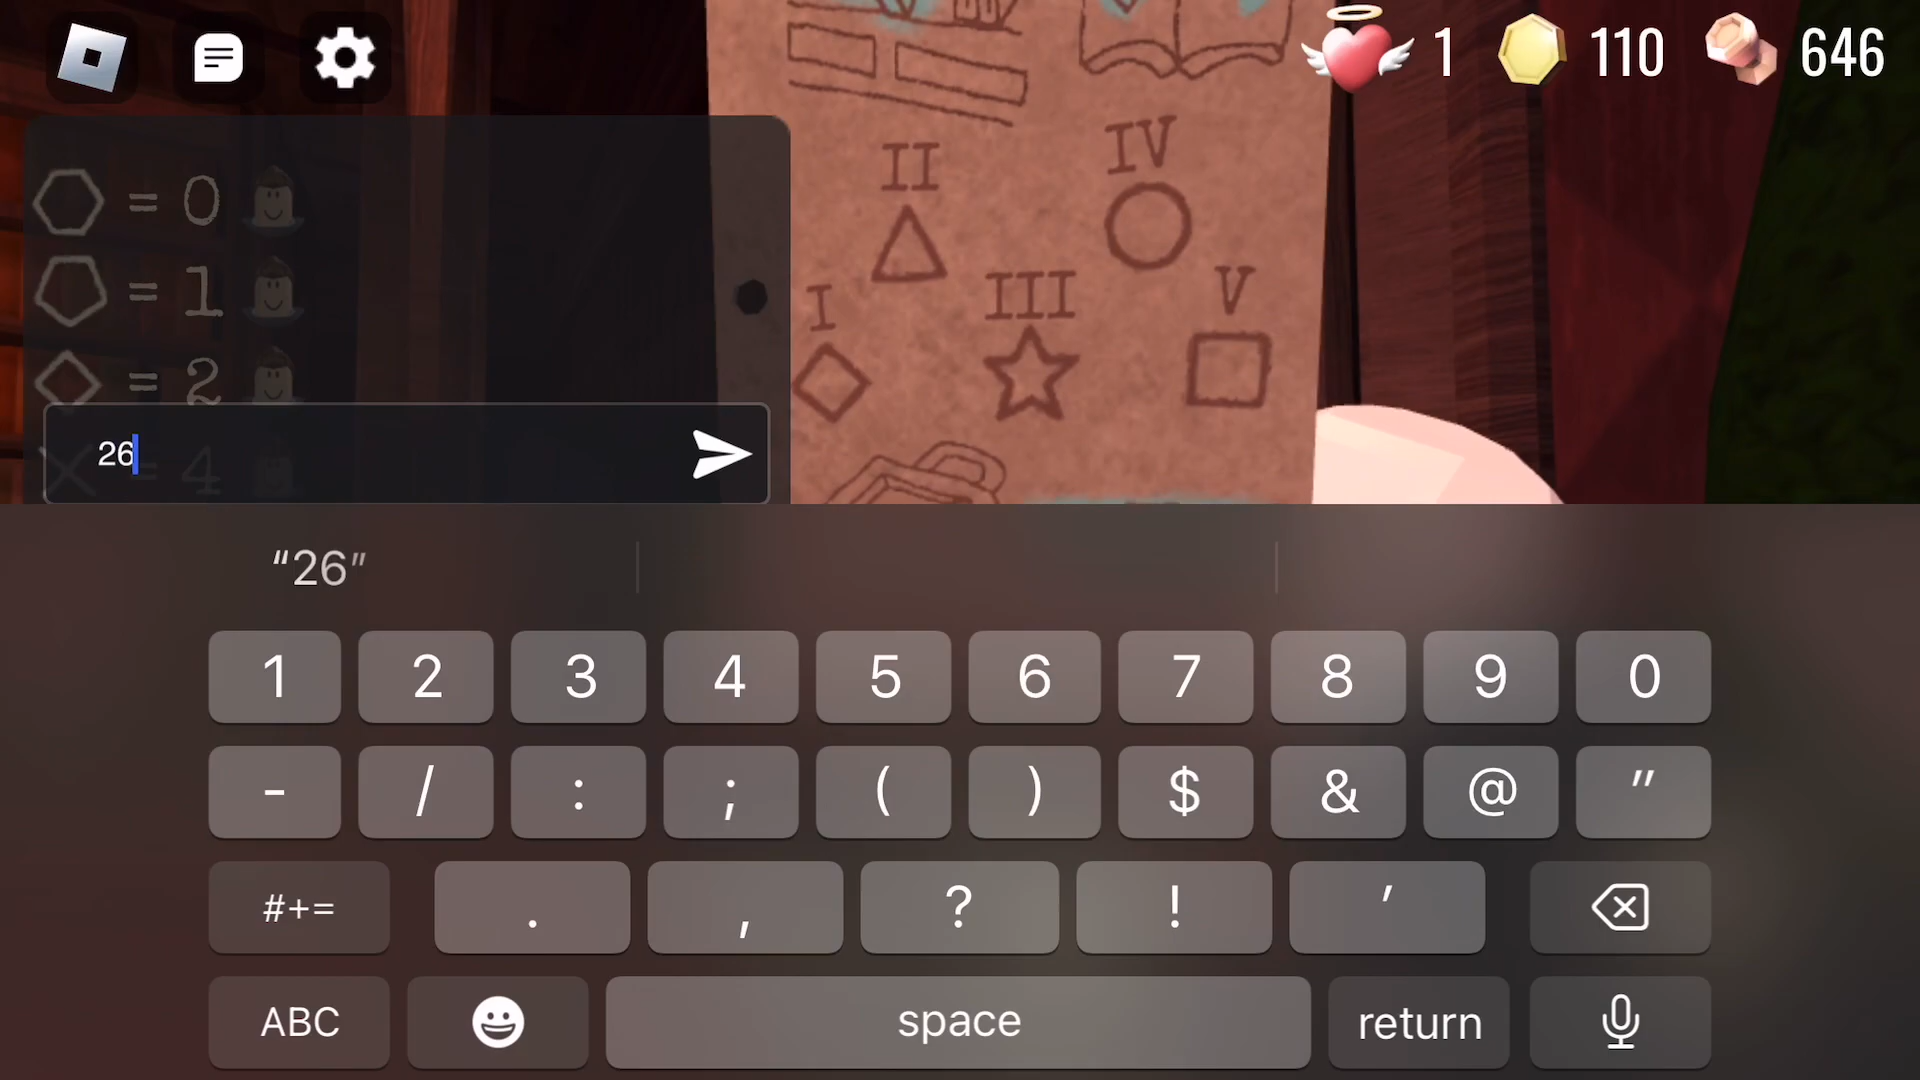 1 110 646
= 0
= 1
= 2
= 4
II IV
I III V
26
“26”
1 2 3 4 5 6 7 8 9 0
- / : ; ( ) $ & @ "
#+= . , ? ! '
ABC space return